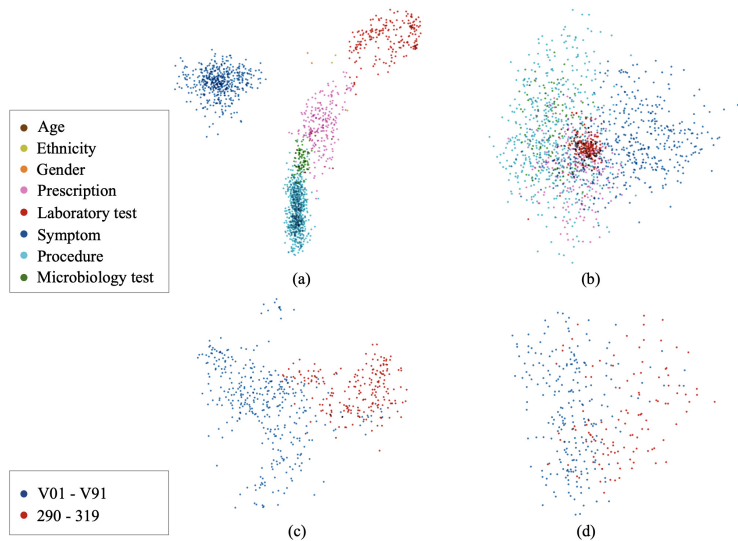 Age
Ethnicity
Gender
Prescription
Laboratory test
Symptom
Procedure
Microbiology test
(a)
(b)
V01 - V91
290 - 319
(c)
(d)